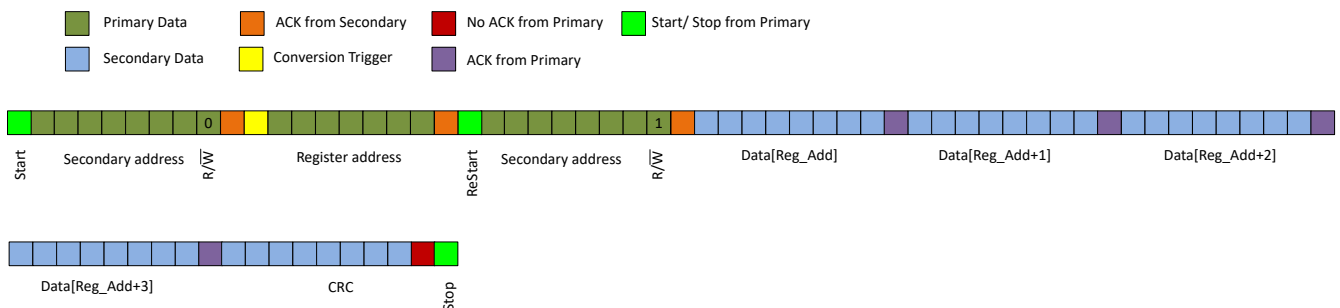 Primary Data
ACK from Secondary
No ACK from Primary
Start/ Stop from Primary
Secondary Data
Conversion Trigger
ACK from Primary
0
1
Start
Secondary address
R/W
Register address
ReStart
Secondary address
R/W
Data[Reg_Add]
Data[Reg_Add+1]
Data[Reg_Add+2]
Data[Reg_Add+3]
CRC
Stop